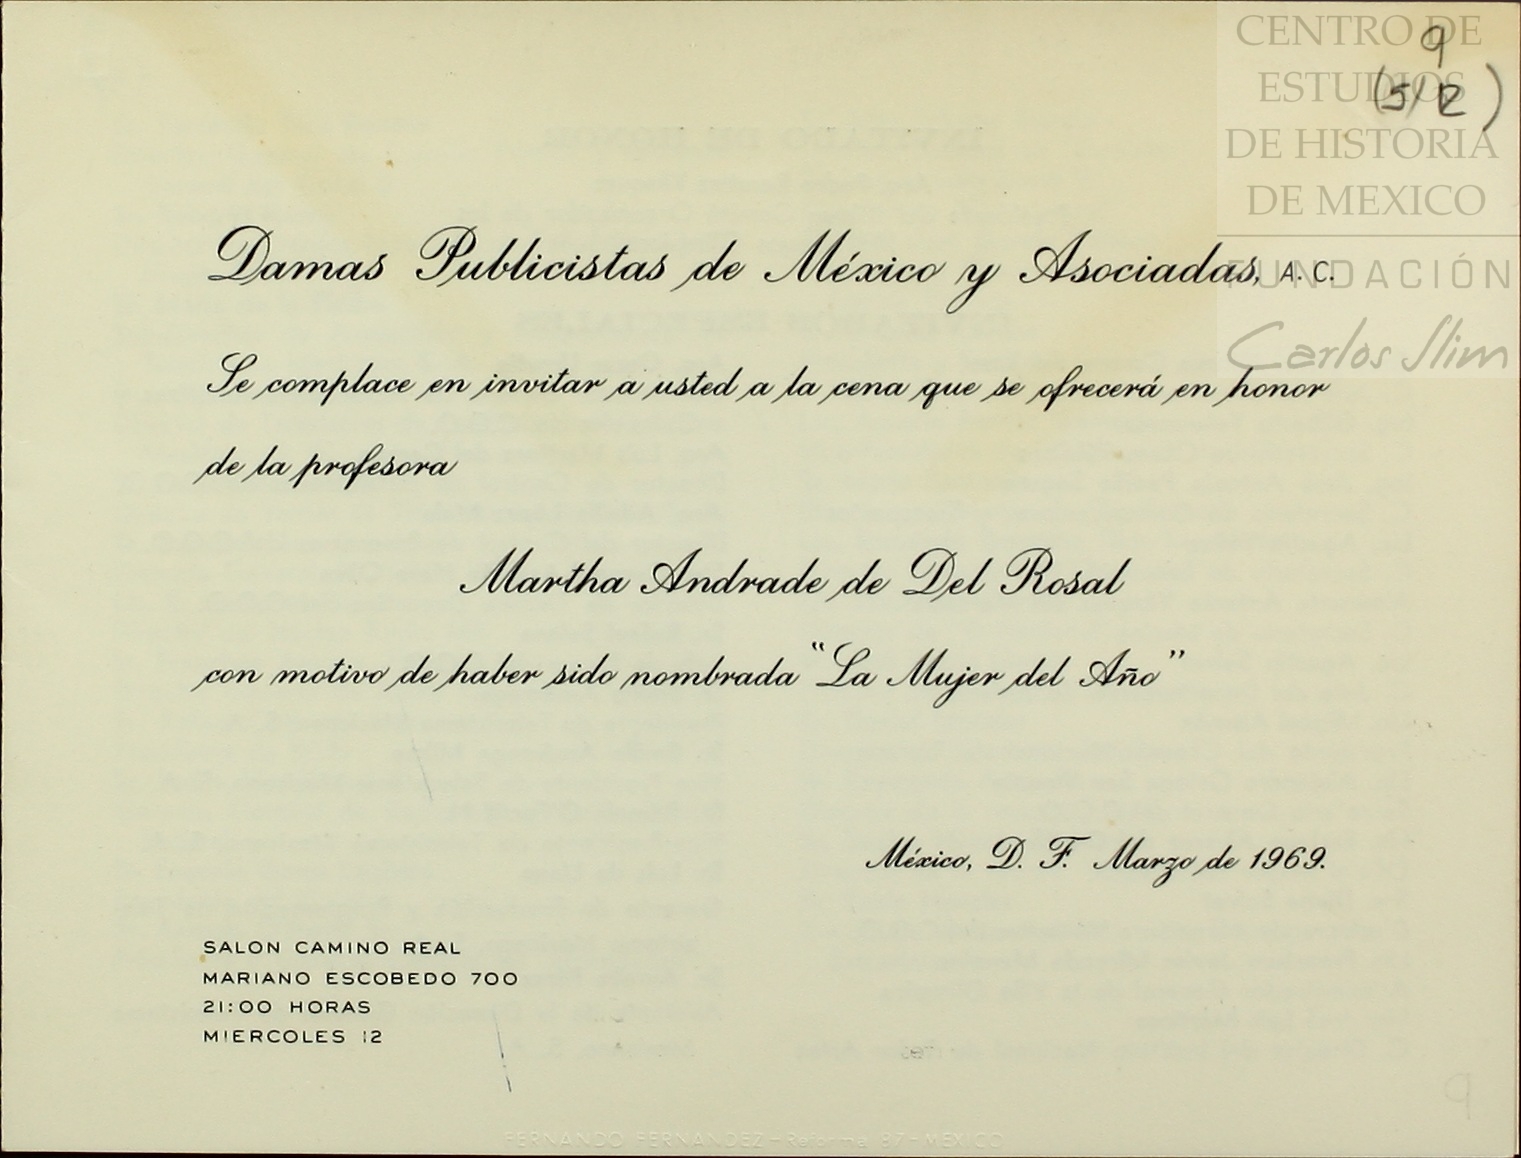 CENTRO DE
ESTUDIOS
DE HISTORIA
DE MEXICO
FUNDACIÓN
Carlos Slim
9
(5/2)
Damas Publicistas de México y Asociadas, A. C.
Se complace en invitar a usted a la cena que se ofrecerá en honor
de la profesora
Martha Andrade de Del Rosal
con motivo de haber sido nombrada "La Mujer del Año"
México, D. F. Marzo de 1969.
SALON CAMINO REAL
MARIANO ESCOBEDO 700
21:00 HORAS
MIERCOLES 12
9
FERNANDO FERNANDEZ - Reforma 87 - MEXICO